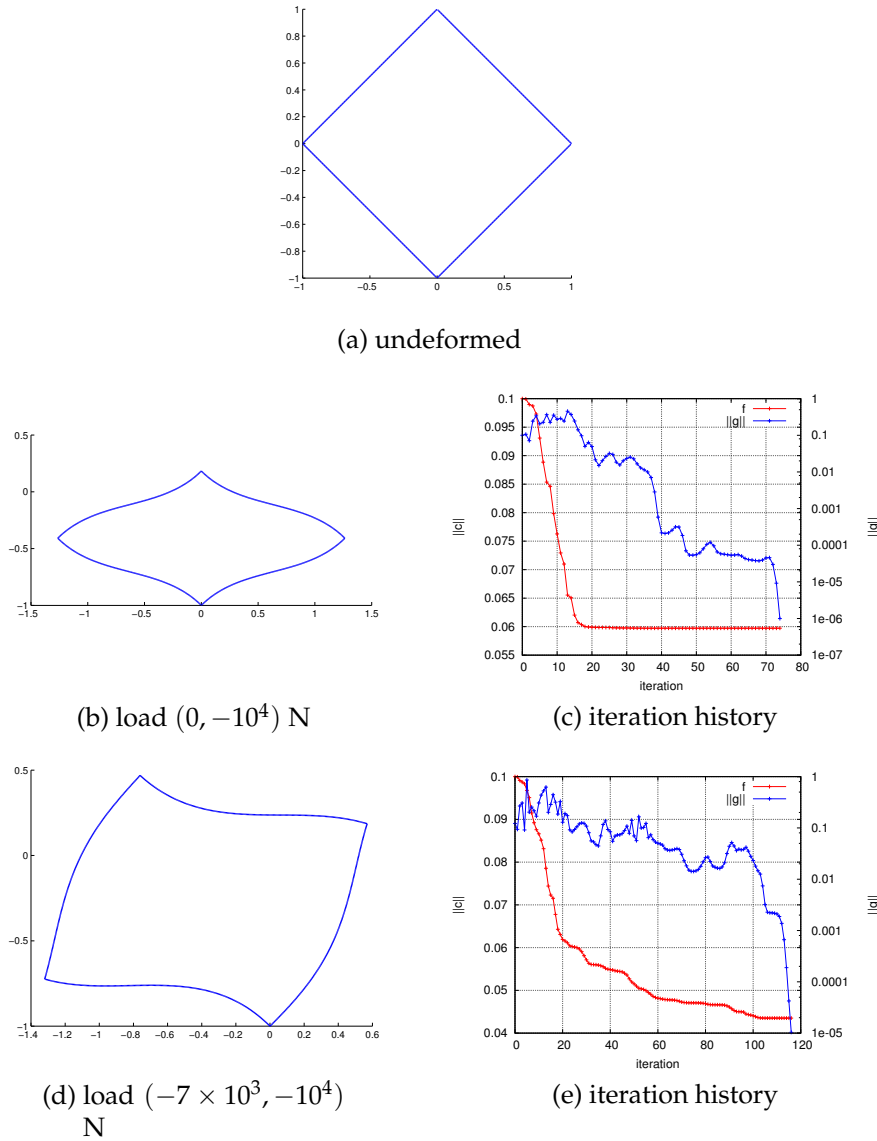 1
0.8
0.6
0.4
0.2
0
−0.2
−0.4
−0.6
−0.8
−1
−1 −0.5 0 0.5 1
(a) undeformed
0.5
0
−0.5
−1
−1.5 −1 −0.5 0 0.5 1 1.5
(b) load (0, −10⁴) N
0.1
0.095
0.09
0.085
0.08
0.075
0.07
0.065
0.06
0.055
||c||
f
||g||
1
0.1
0.01
0.001
0.0001
1e-05
1e-06
1e-07
||g||
0 10 20 30 40 50 60 70 80
iteration
(c) iteration history
0.5
0
−0.5
−1
−1.4 −1.2 −1 −0.8 −0.6 −0.4 −0.2 0 0.2 0.4 0.6
(d) load (−7 × 10³, −10⁴)
N
0.1
0.09
0.08
0.07
0.06
0.05
0.04
||c||
f
||g||
1
0.1
0.01
0.001
0.0001
1e-05
||g||
0 20 40 60 80 100 120
iteration
(e) iteration history